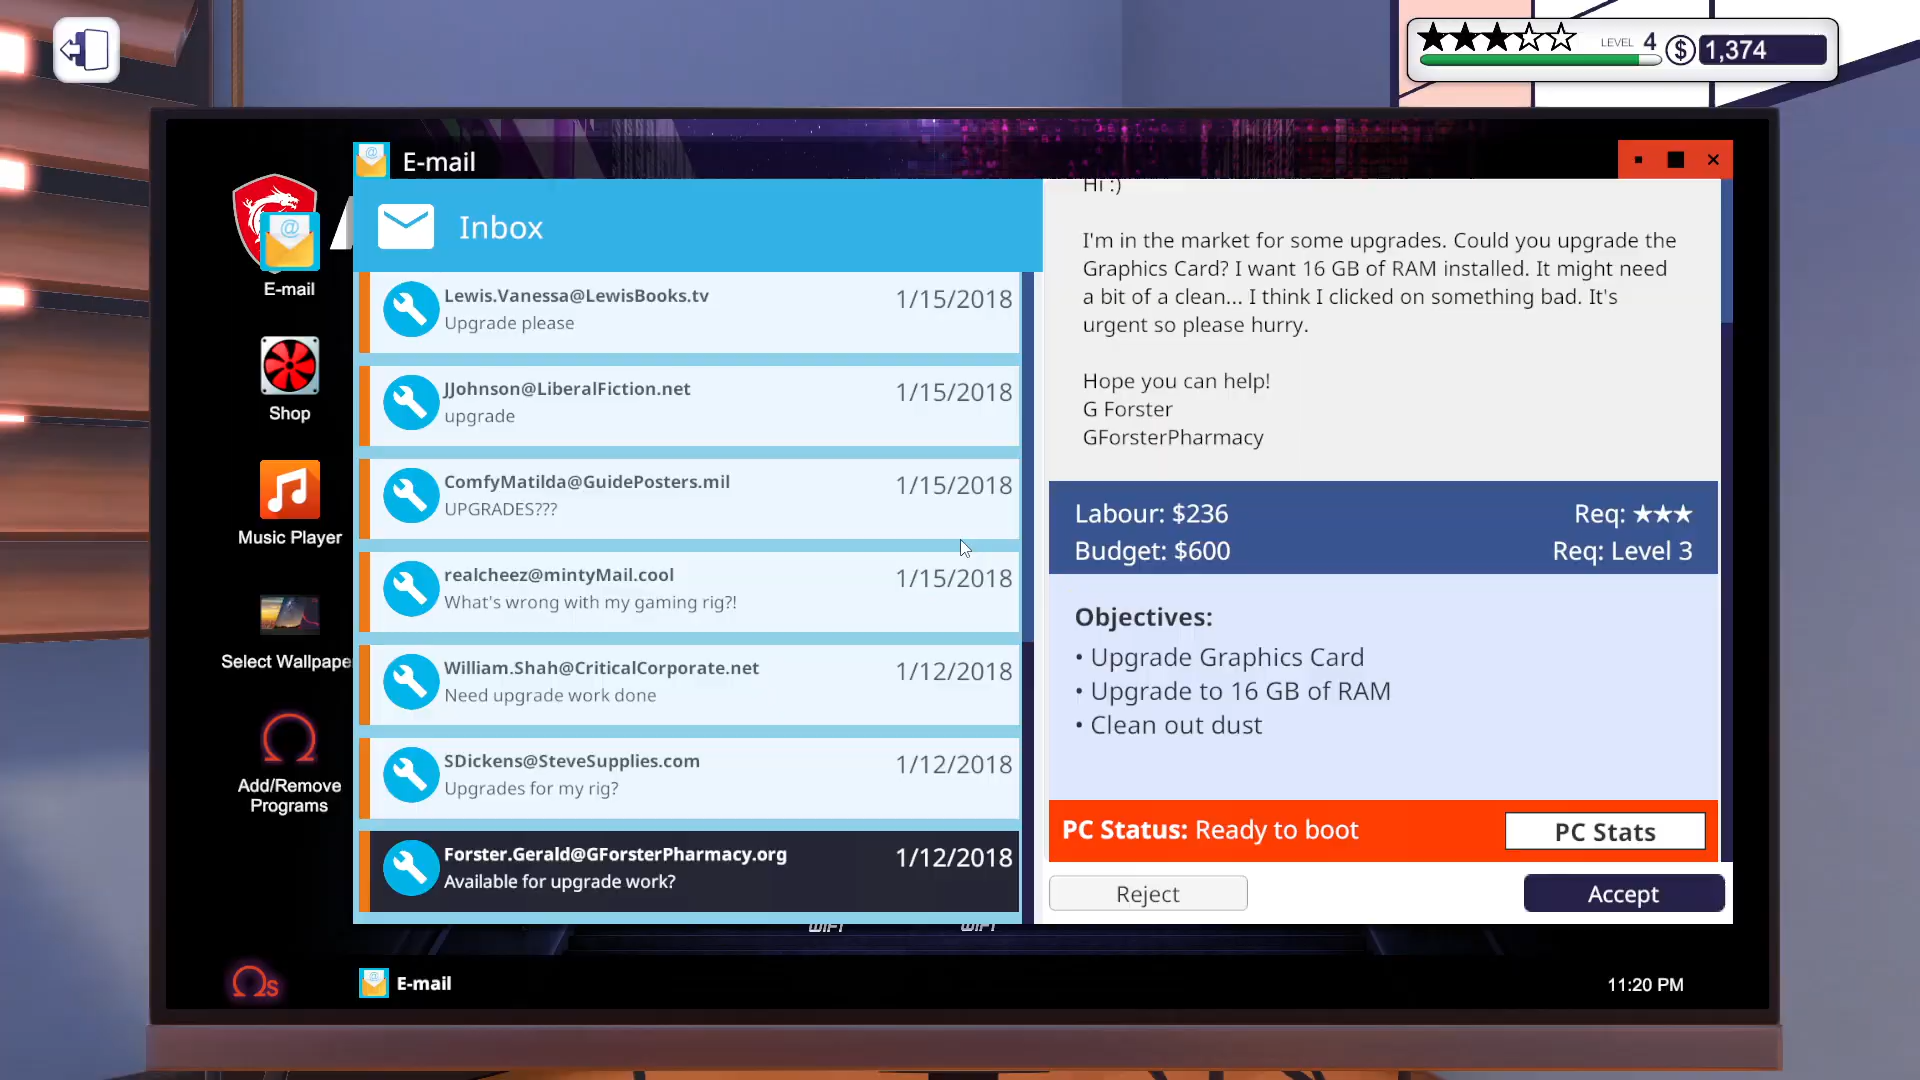 LEVEL 4
$ 1,374
E-mail
Inbox
Lewis.Vanessa@LewisBooks.tv
1/15/2018
Upgrade please
JJohnson@LiberalFiction.net
1/15/2018
upgrade
ComfyMatilda@GuidePosters.mil
1/15/2018
UPGRADES???
realcheez@mintyMail.cool
1/15/2018
What's wrong with my gaming rig?!
William.Shah@CriticalCorporate.net
1/12/2018
Need upgrade work done
SDickens@SteveSupplies.com
1/12/2018
Upgrades for my rig?
Forster.Gerald@GForsterPharmacy.org
1/12/2018
Available for upgrade work?
Hi :)
I'm in the market for some upgrades. Could you upgrade the
Graphics Card? I want 16 GB of RAM installed. It might need
a bit of a clean... I think I clicked on something bad. It's
urgent so please hurry.
Hope you can help!
G Forster
GForsterPharmacy
Labour: $236
Req: ★★★
Budget: $600
Req: Level 3
Objectives:
• Upgrade Graphics Card
• Upgrade to 16 GB of RAM
• Clean out dust
PC Status: Ready to boot
PC Stats
Reject
Accept
E-mail
Shop
Music Player
Select Wallpape
Add/Remove
Programs
WIFI
WIFI
Ωs
E-mail
11:20 PM